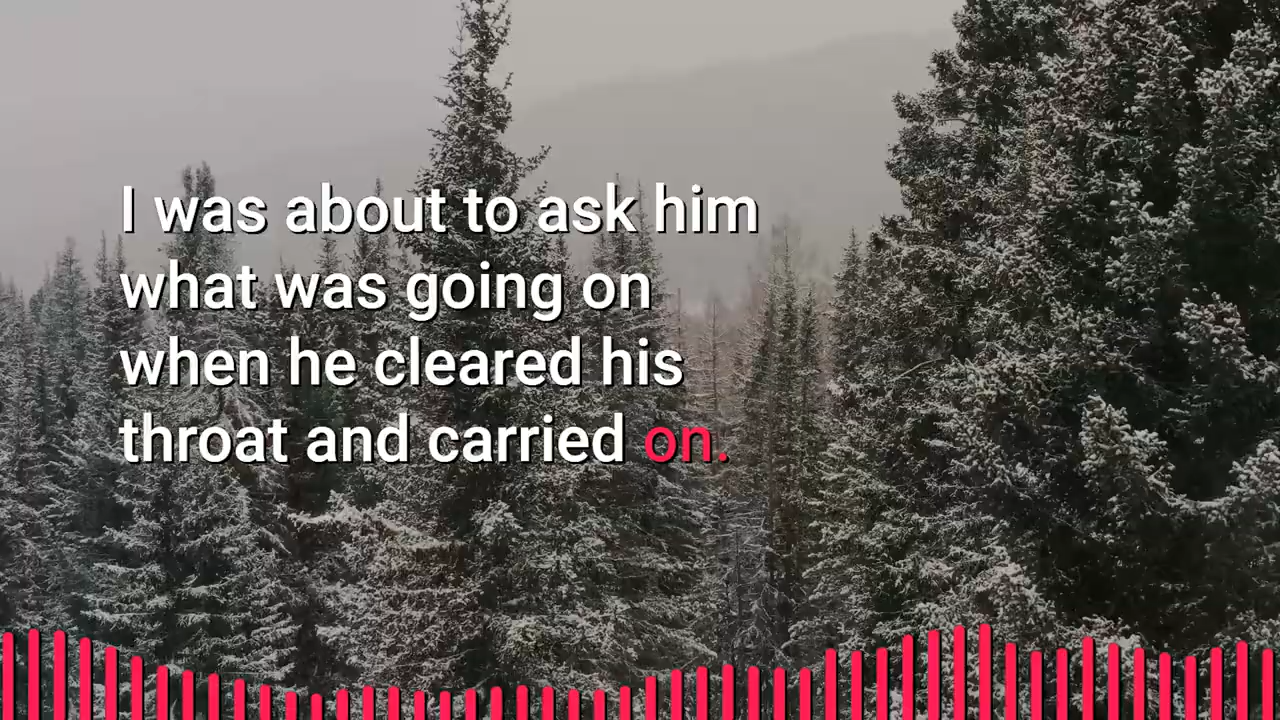 I was about to ask him
what was going on
when he cleared his
throat and carried on.